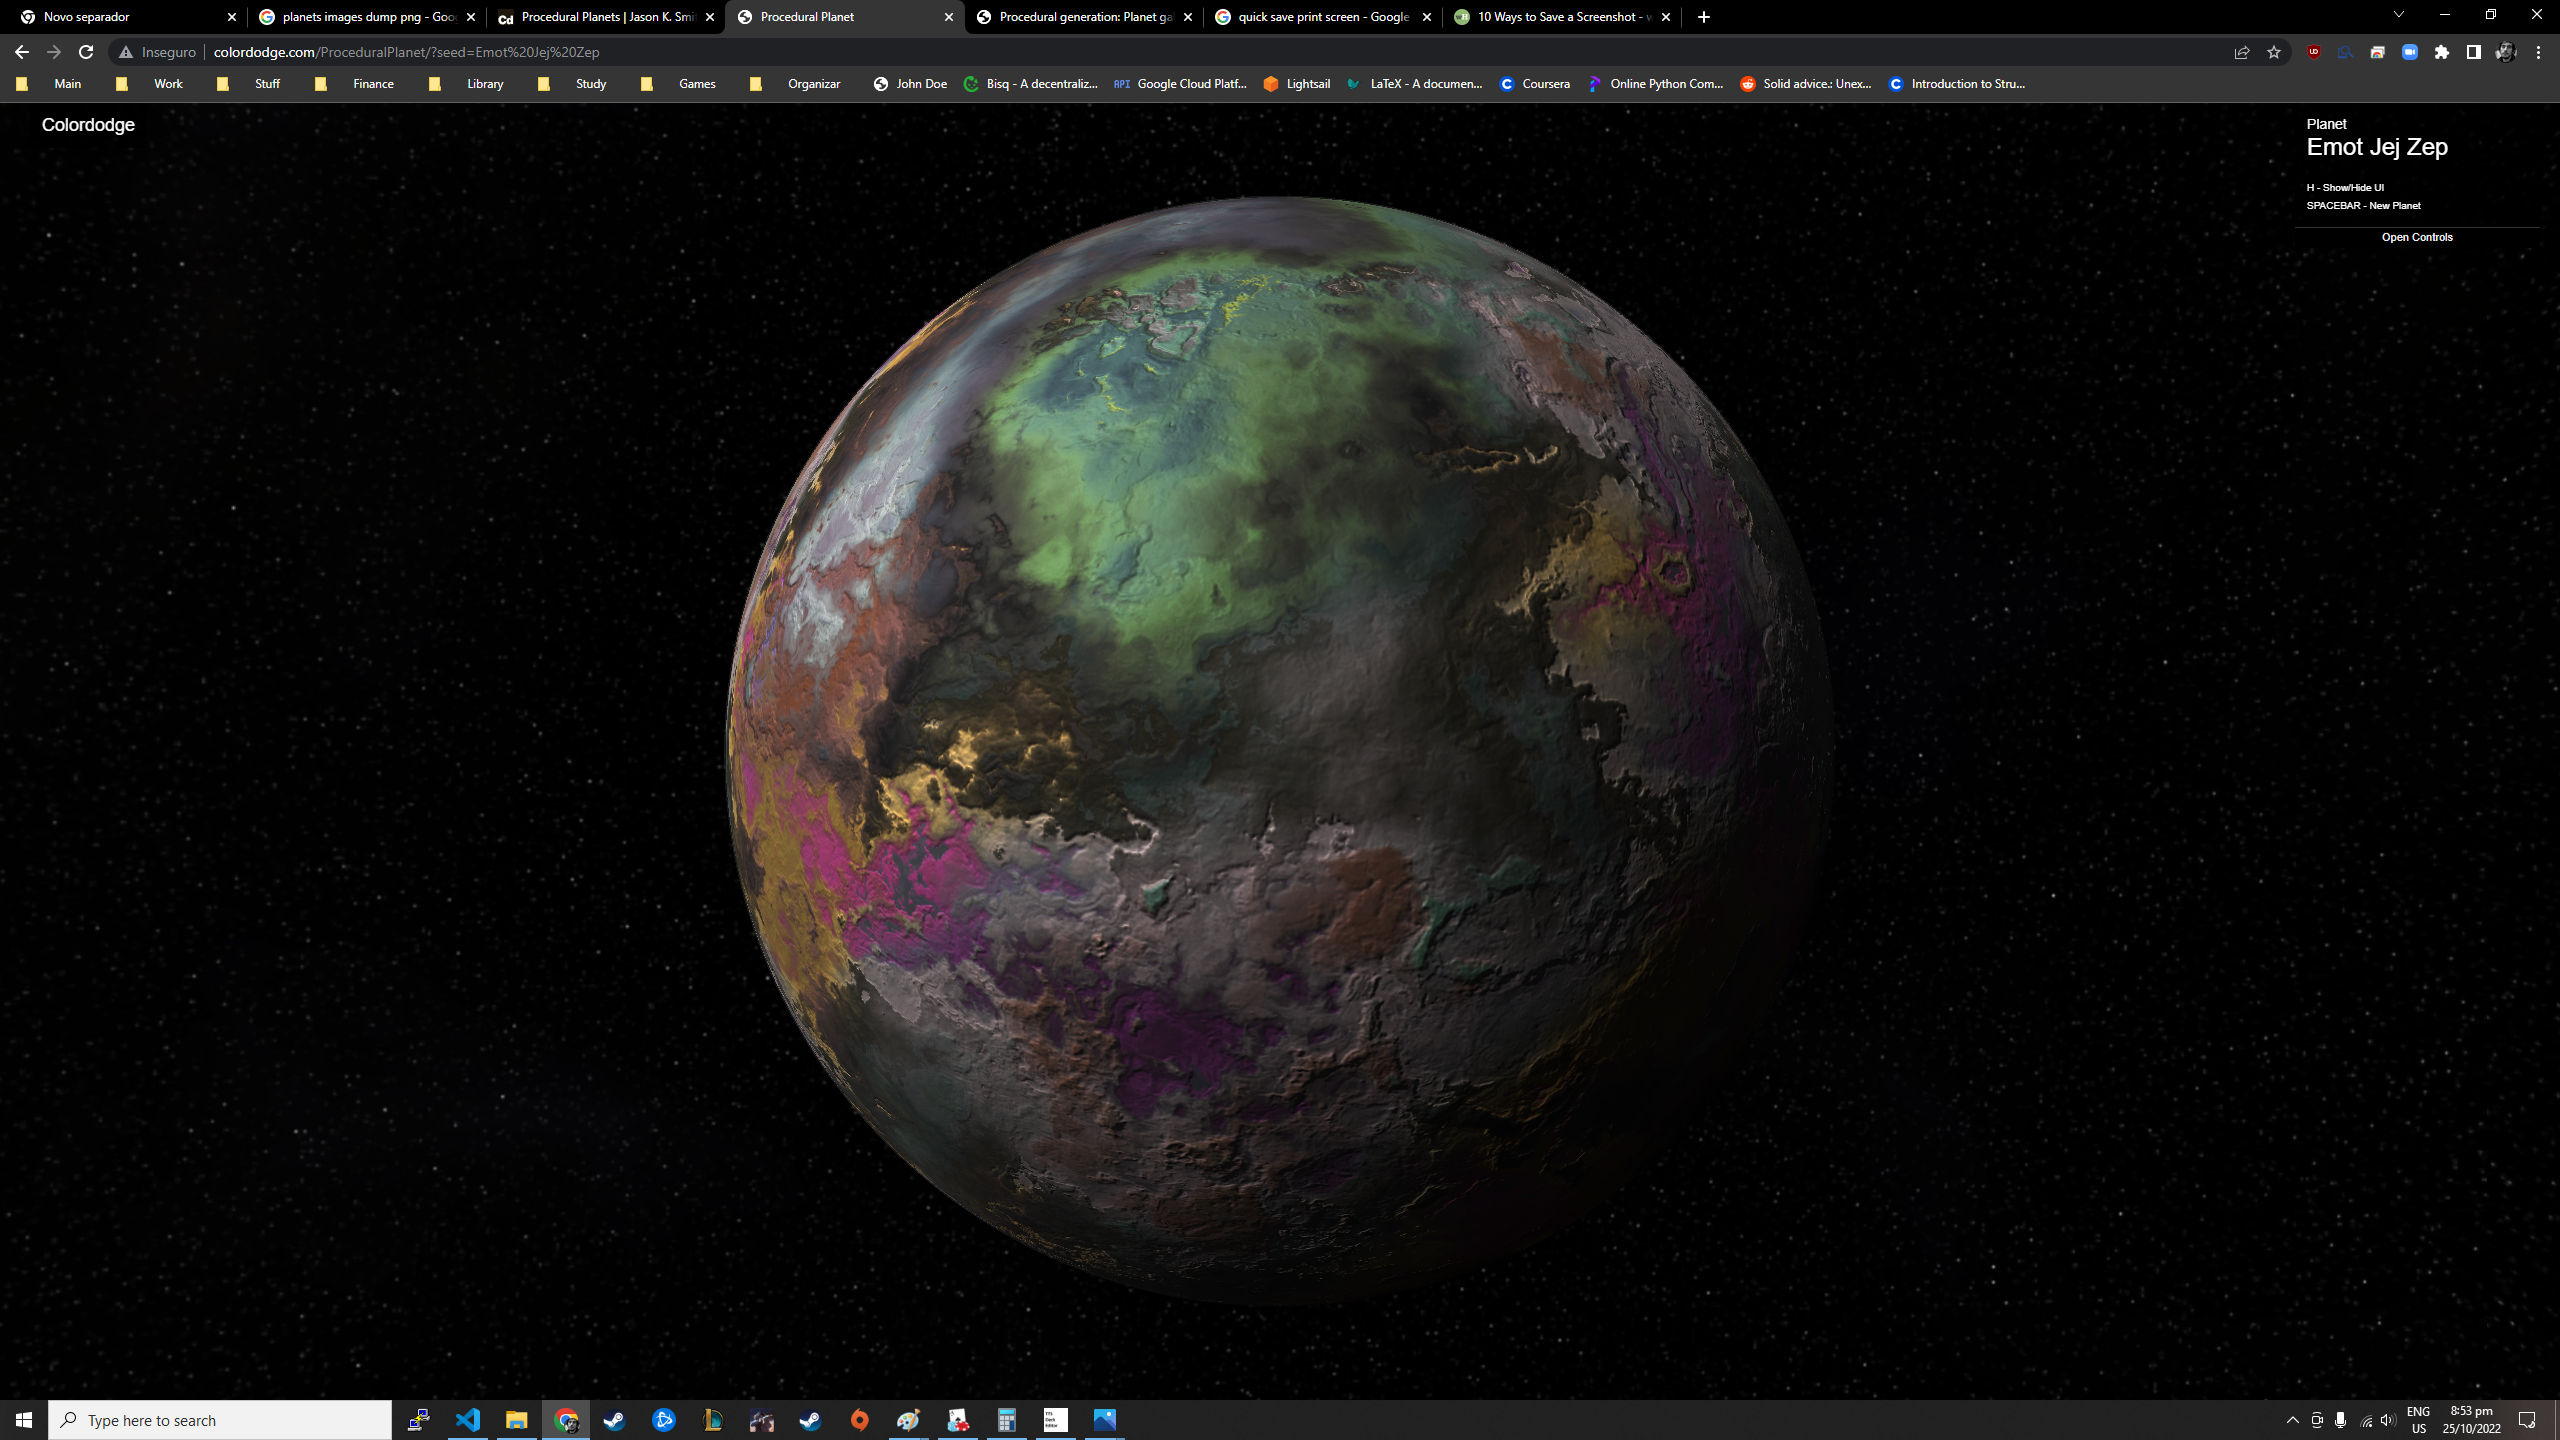 Novo separador
planets images dump png - Goo
Procedural Planets | Jason K. Smi
Procedural Planet
Procedural generation: Planet ga
quick save print screen - Google
10 Ways to Save a Screenshot - w
Inseguro
colordodge.com/ProceduralPlanet/?seed=Emot%20Jej%20Zep
Main
Work
Stuff
Finance
Library
Study
Games
Organizar
John Doe
Bisq - A decentraliz...
API
Google Cloud Platf...
Lightsail
LaTeX - A documen...
Coursera
Online Python Com...
Solid advice.: Unex...
Introduction to Stru...
Colordodge
Planet
Emot Jej Zep
H - Show/Hide UI
SPACEBAR - New Planet
Open Controls
Type here to search
TTS
Deck
Editor
ENG
US
8:53 pm
25/10/2022